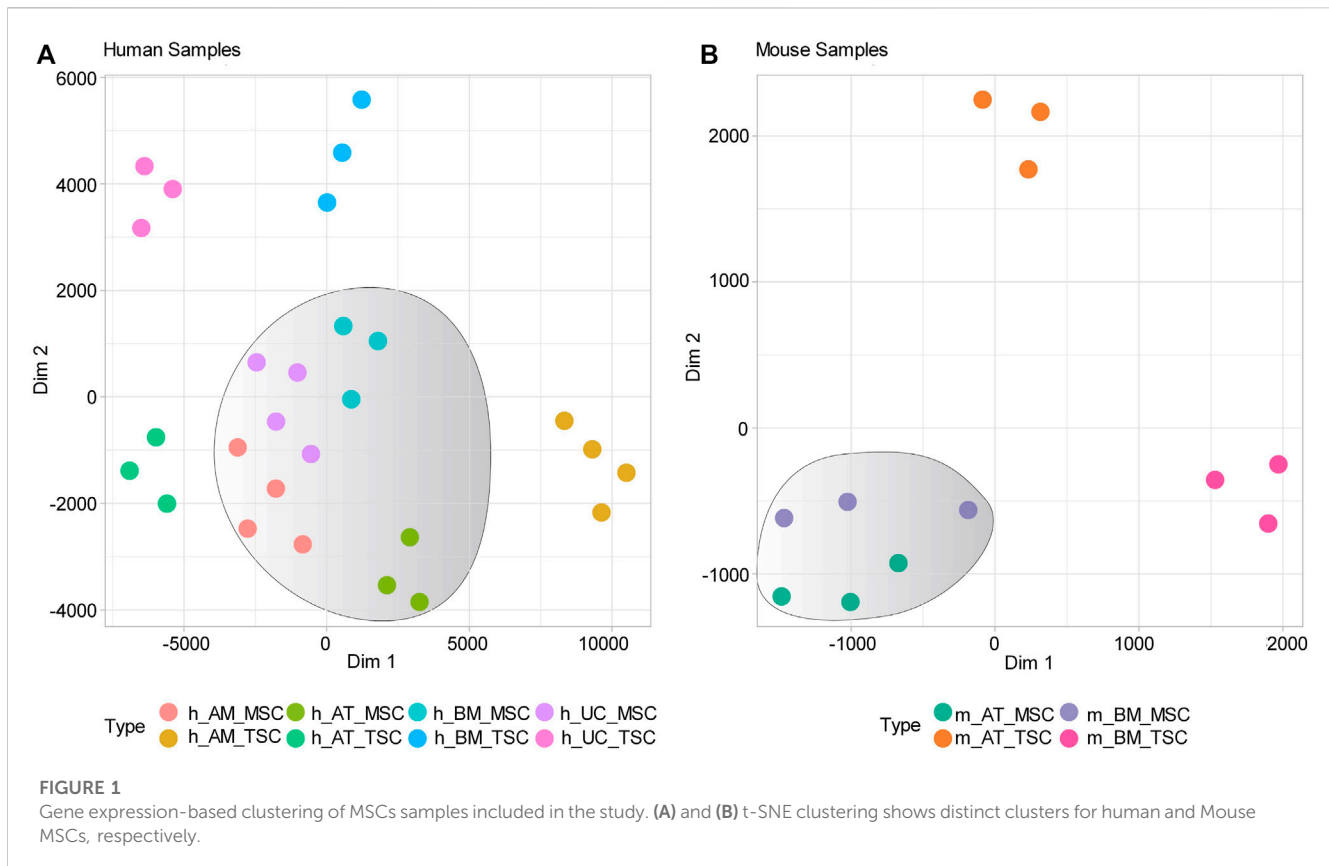 A
Human Samples
6000
4000
2000
0
-2000
-4000
Dim 2
-5000 0 5000 10000
Dim 1
Type
h_AM_MSC h_AT_MSC h_BM_MSC h_UC_MSC
h_AM_TSC h_AT_TSC h_BM_TSC h_UC_TSC
B
Mouse Samples
2000
1000
0
-1000
Dim 2
-1000 0 1000 2000
Dim 1
Type
m_AT_MSC m_BM_MSC
m_AT_TSC m_BM_TSC
FIGURE 1
Gene expression-based clustering of MSCs samples included in the study. (A) and (B) t-SNE clustering shows distinct clusters for human and Mouse
MSCs, respectively.